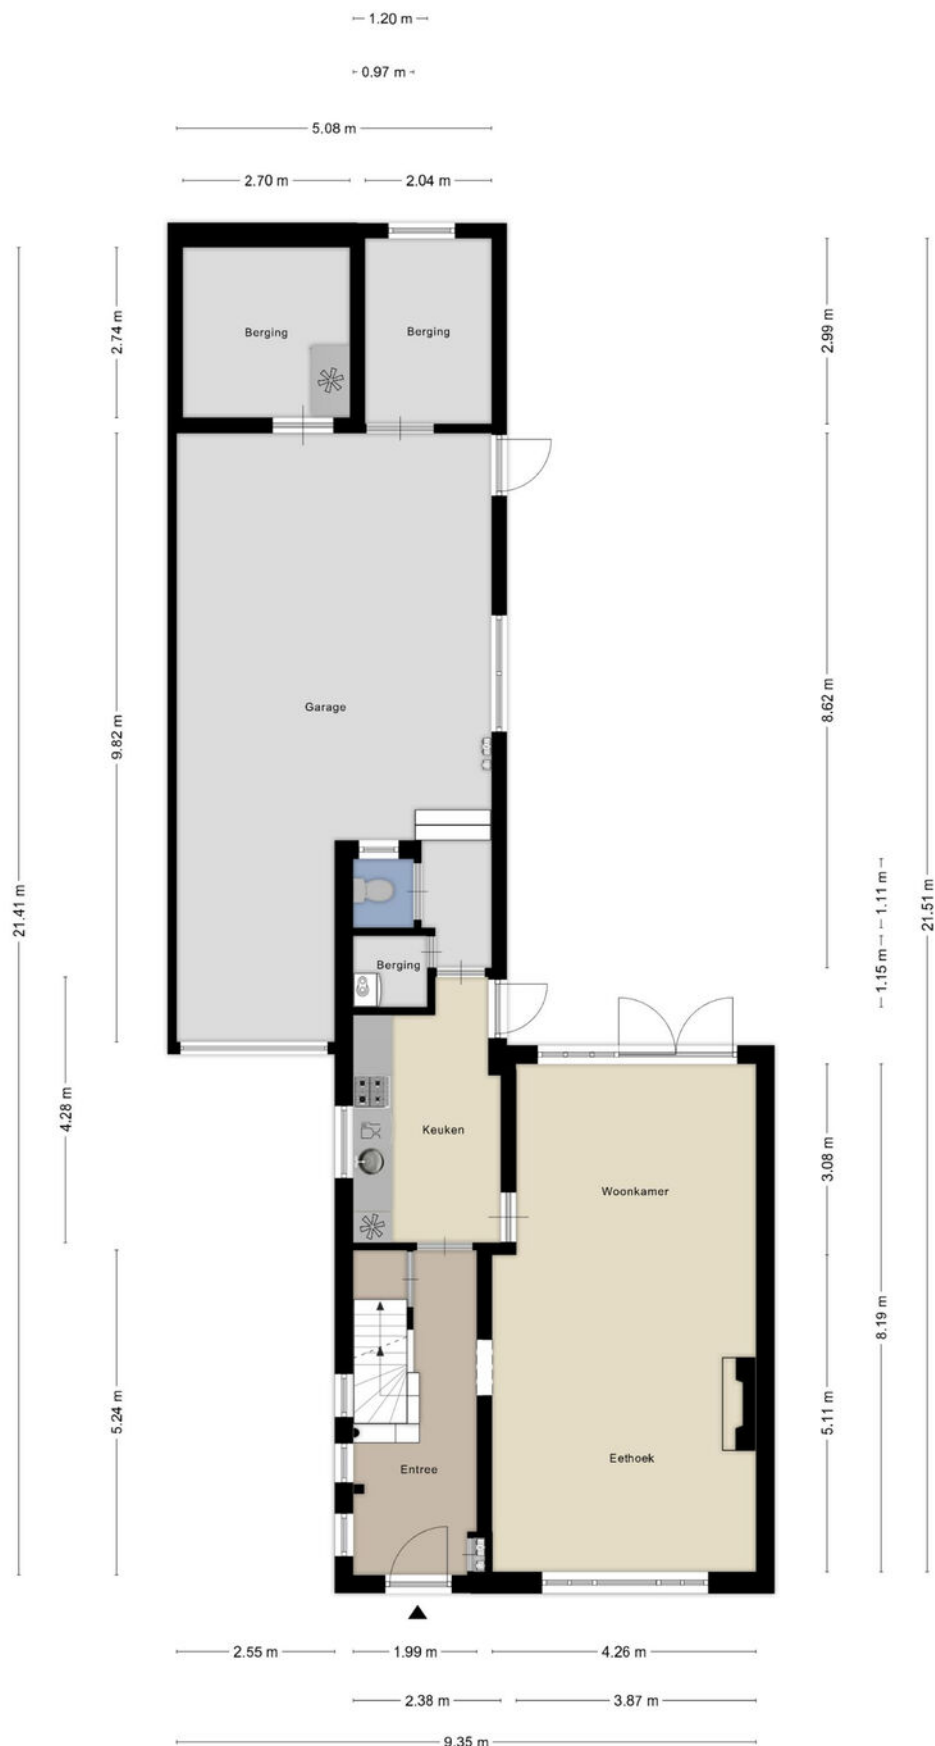 1.20 m
0.97 m
5.08 m
2.70 m
2.04 m
Berging
Berging
2.74 m
2.99 m
Garage
9.82 m
8.62 m
21.41 m
21.51 m
1.11 m
1.15 m
Berging
4.28 m
Keuken
3.08 m
Woonkamer
8.19 m
5.24 m
5.11 m
Eethoek
Entree
2.55 m
1.99 m
4.26 m
2.38 m
3.87 m
9.35 m